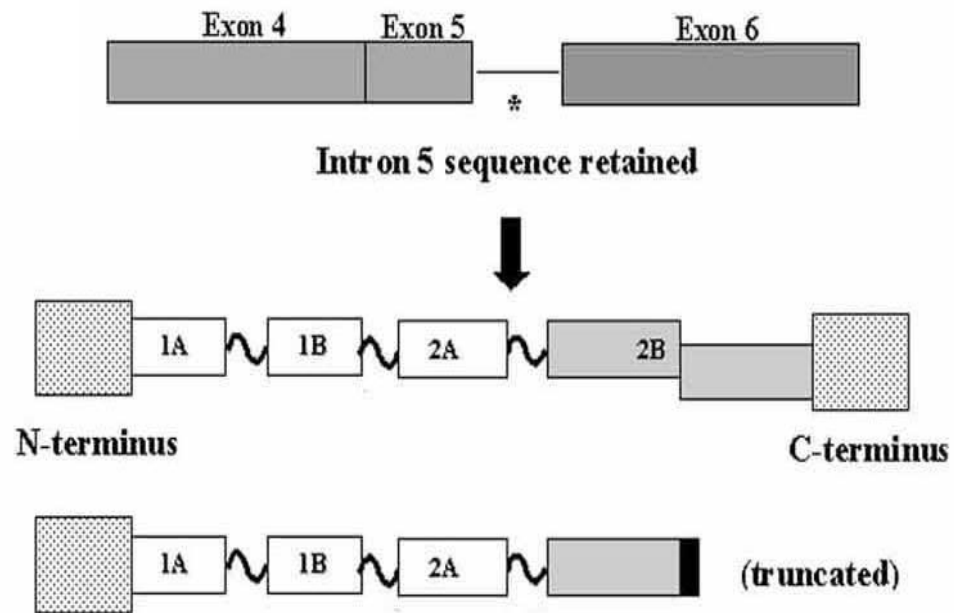 Exon 4 Exon 5 Exon 6
*
Intron 5 sequence retained
1A 1B 2A 2B
N-terminus C-terminus
1A 1B 2A (truncated)